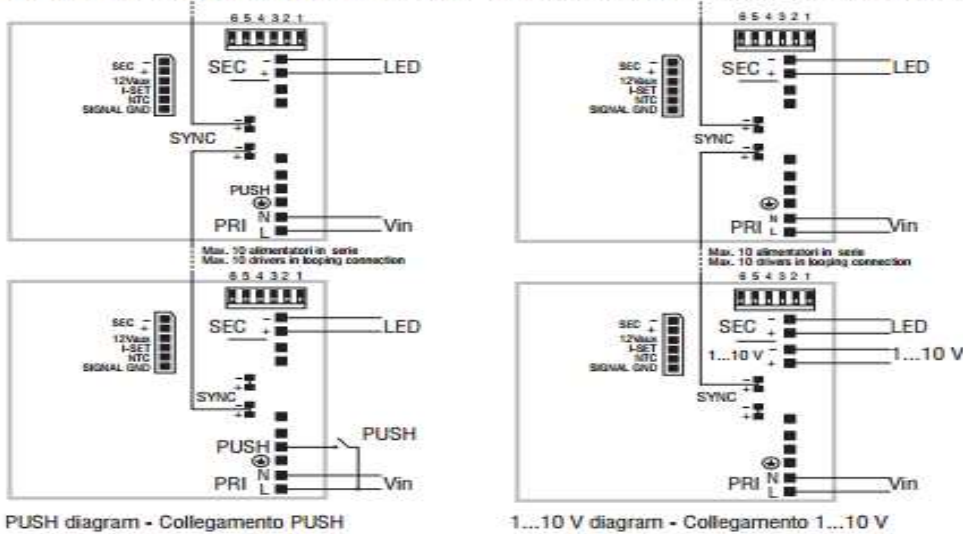 6 5 4 3 2 1
SEC -
+
12Vaux
I-SET
NTC
SIGNAL GND
SEC -
+
LED
-
+
SYNC
-
+
PUSH
PRI N
L
Vin
Max. 10 alimentatori in serie
Max. 10 drivers in looping connection
6 5 4 3 2 1
SEC -
+
12Vaux
I-SET
NTC
SIGNAL GND
SEC -
+
LED
-
+
SYNC
-
+
PUSH
PUSH
PRI N
L
Vin
PUSH diagram - Collegamento PUSH
6 5 4 3 2 1
SEC -
+
12Vaux
I-SET
NTC
SIGNAL GND
SEC -
+
LED
-
+
SYNC
-
+
PRI N
L
Vin
Max. 10 alimentatori in serie
Max. 10 drivers in looping connection
6 5 4 3 2 1
SEC -
+
12Vaux
I-SET
NTC
SIGNAL GND
SEC -
+
LED
1...10 V -
+
1...10 V
-
+
SYNC
-
+
PRI N
L
Vin
1...10 V diagram - Collegamento 1...10 V